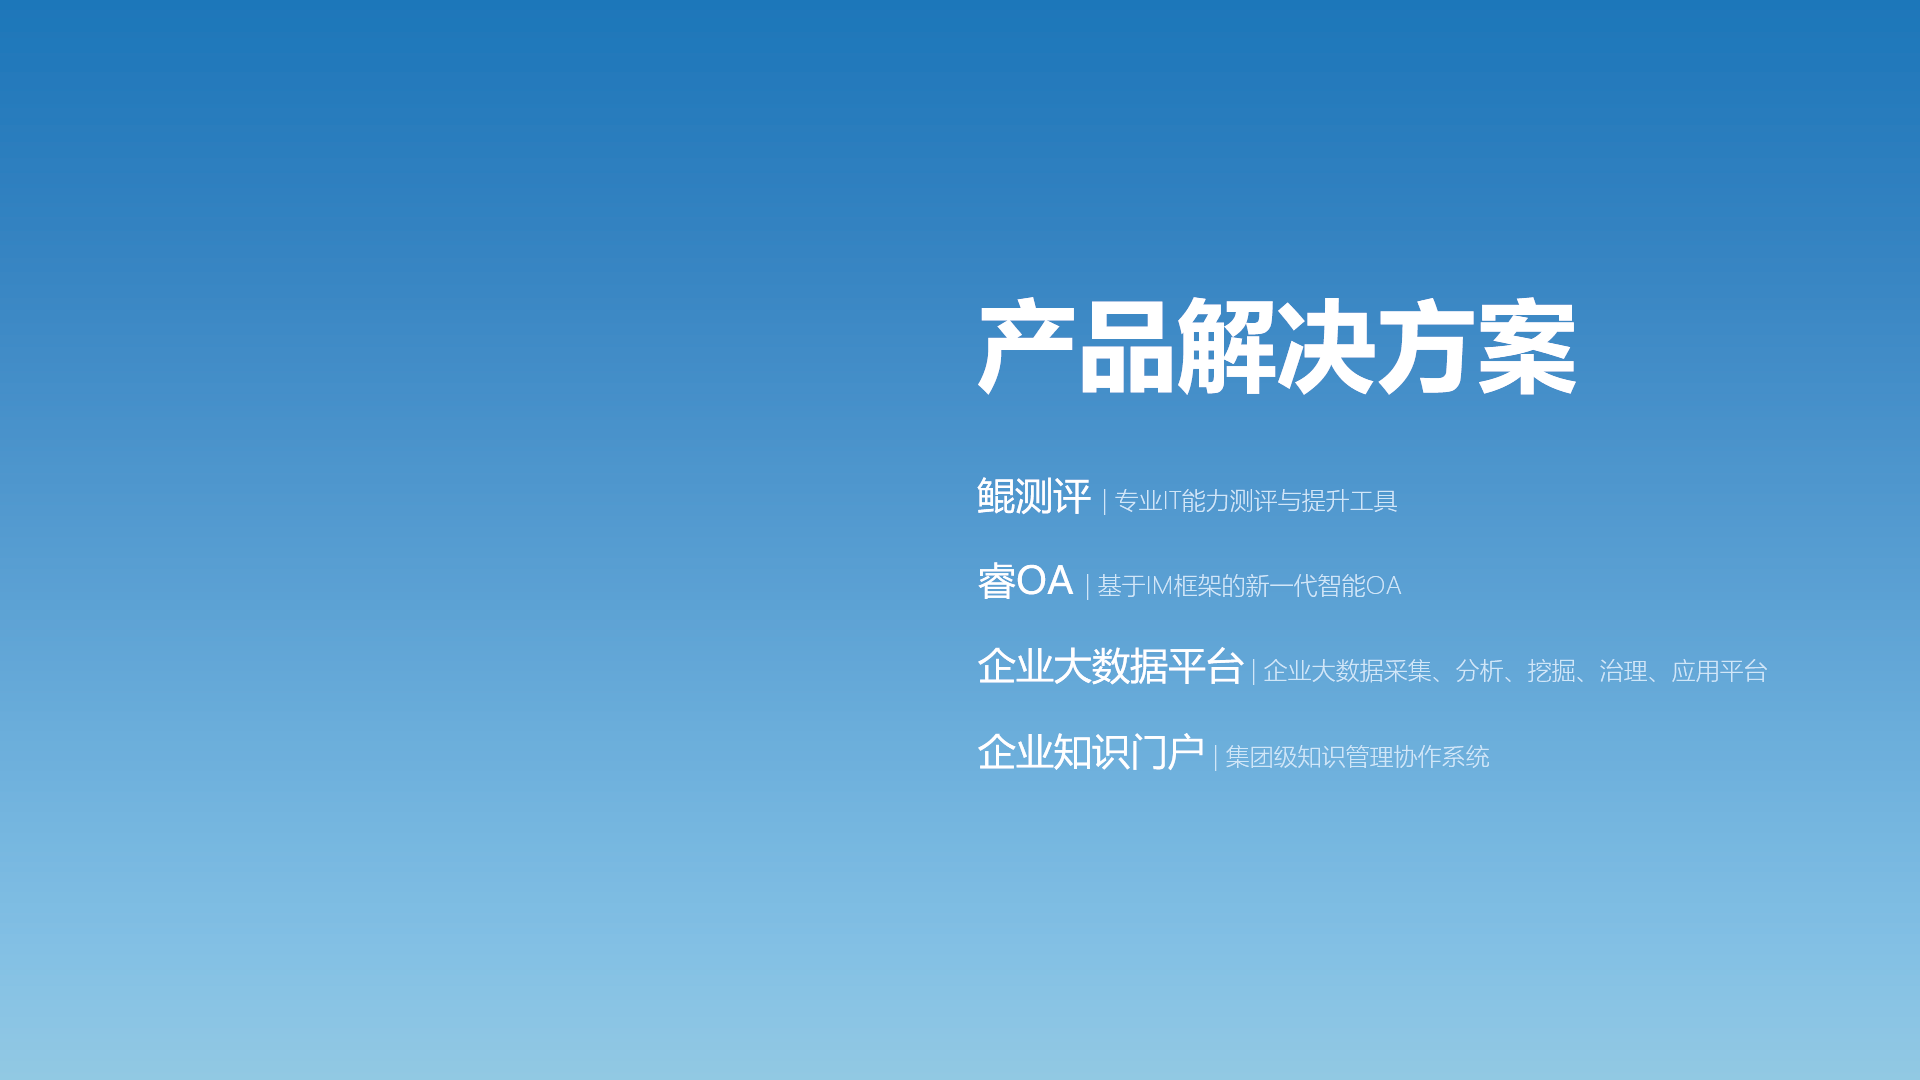 产品解决方案
鲲测评 | 专业IT能力测评与提升工具
睿OA | 基于IM框架的新一代智能OA
企业大数据平台 | 企业大数据采集、分析、挖掘、治理、应用平台
企业知识门户 | 集团级知识管理协作系统